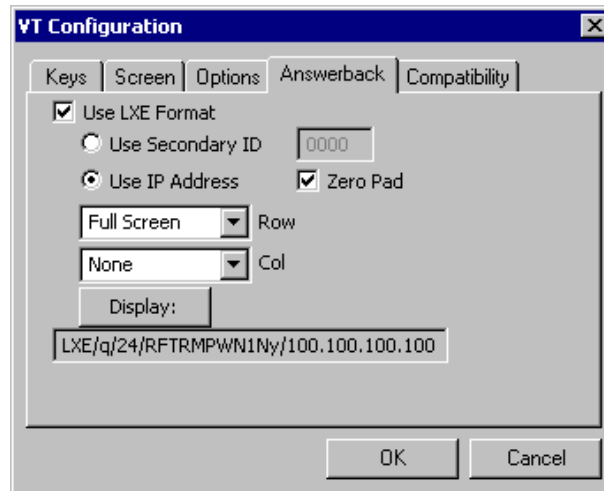 VT Configuration
Keys Screen Options Answerback Compatibility
Use LXE Format
Use Secondary ID 0000
Use IP Address Zero Pad
Full Screen Row
None Col
Display:
LXE/q/24/RFTRMPWN1Ny/100.100.100.100
OK Cancel